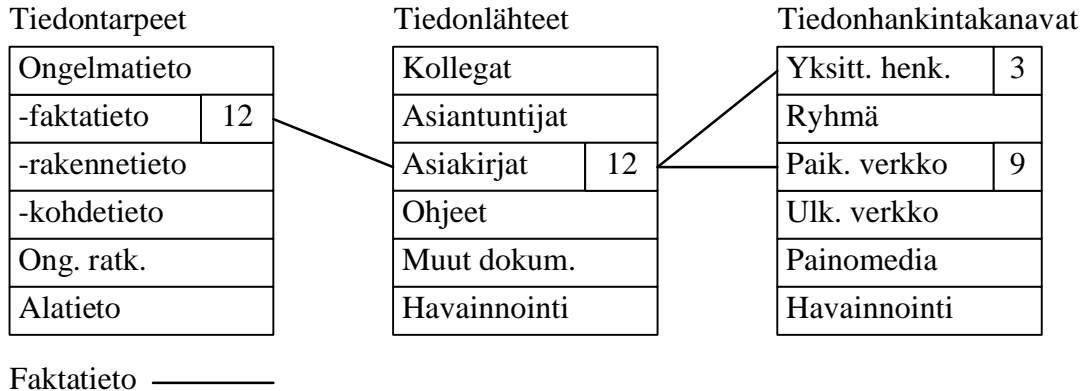 Tiedontarpeet Tiedonlähteet Tiedonhankintakanavat
Ongelmatieto Kollegat Yksitt. henk. 3
-faktatieto 12 Asiantuntijat Ryhmä
-rakennetieto Asiakirjat 12 Paik. verkko 9
-kohdetieto Ohjeet Ulk. verkko
Ong. ratk. Muut dokum. Painomedia
Alatieto Havainnointi Havainnointi
Faktatieto